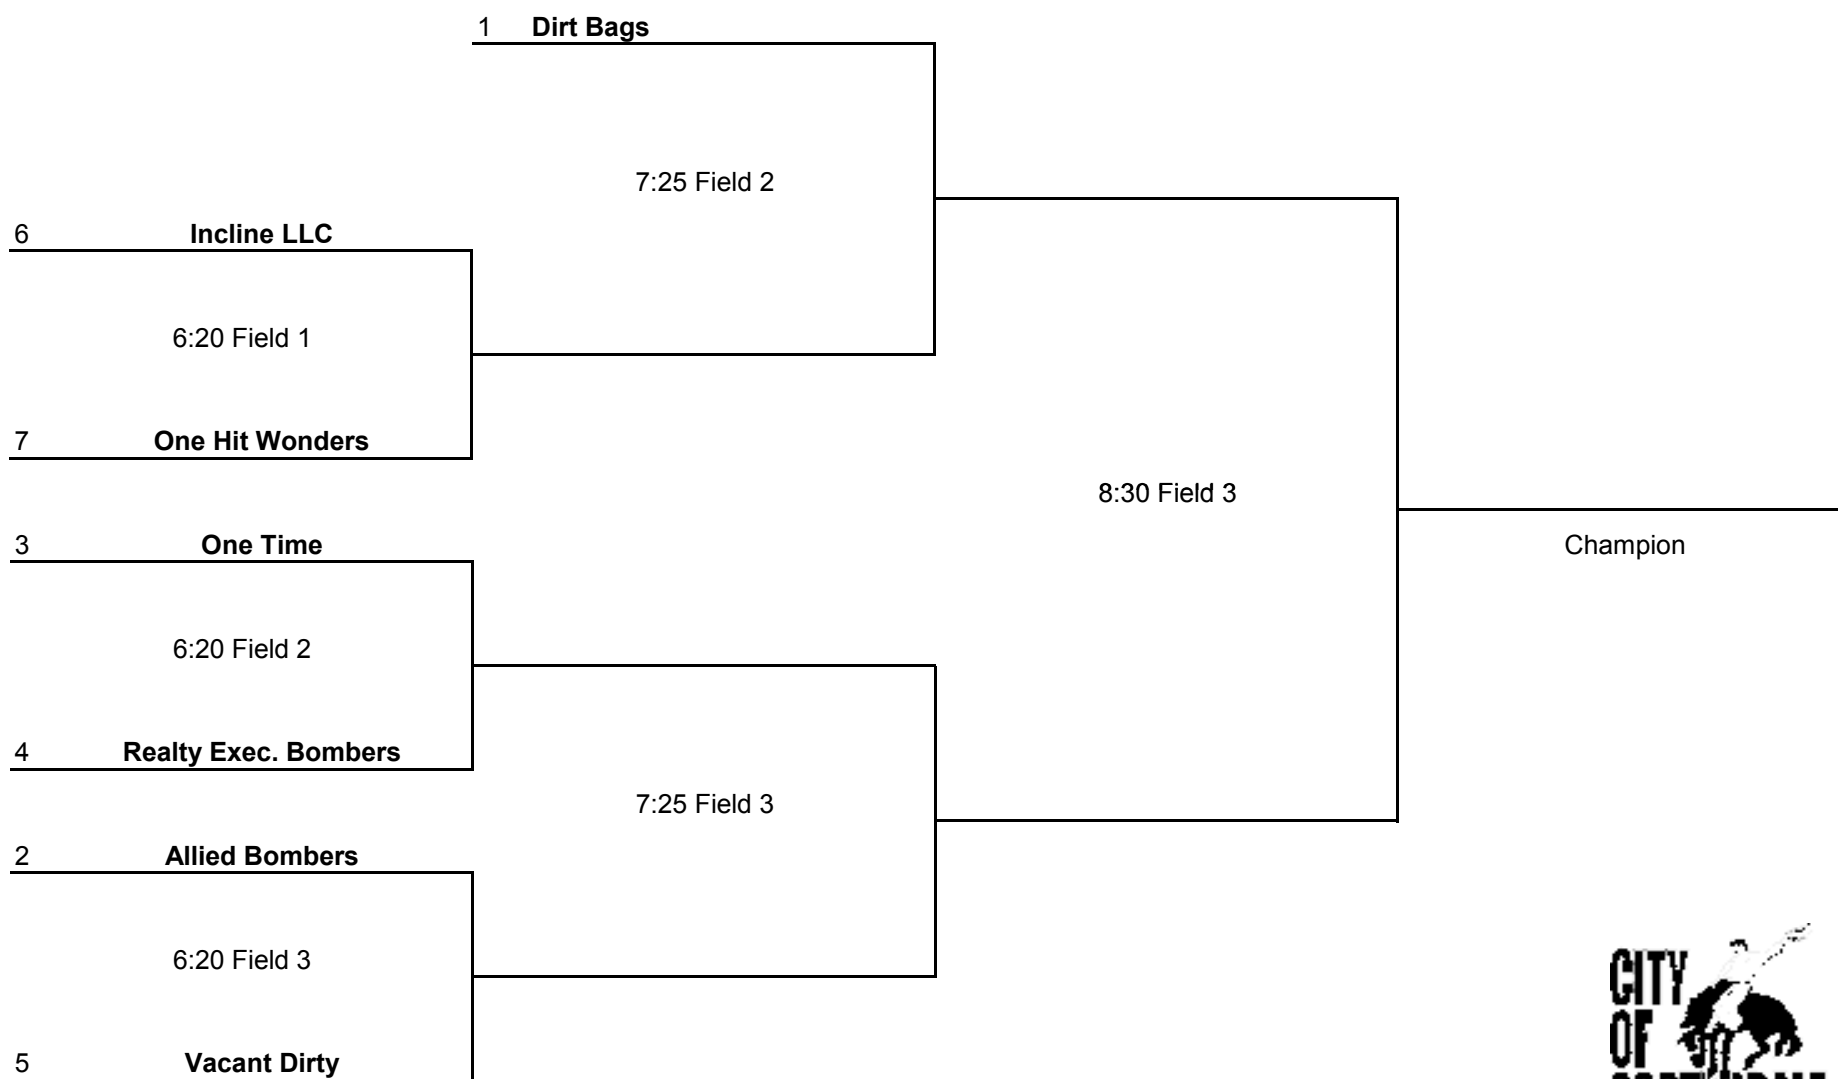 1 Dirt Bags
7:25 Field 2
6 Incline LLC
6:20 Field 1
7 One Hit Wonders
8:30 Field 3
3 One Time
Champion
6:20 Field 2
4 Realty Exec. Bombers
7:25 Field 3
2 Allied Bombers
6:20 Field 3
5 Vacant Dirty
CITY
OF